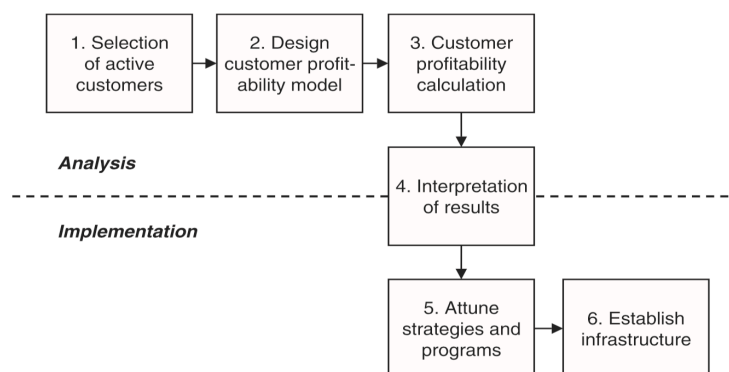 1. Selection
of active
customers
2. Design
customer profit-
ability model
3. Customer
profitability
calculation
Analysis
4. Interpretation
of results
Implementation
5. Attune
strategies and
programs
6. Establish
infrastructure